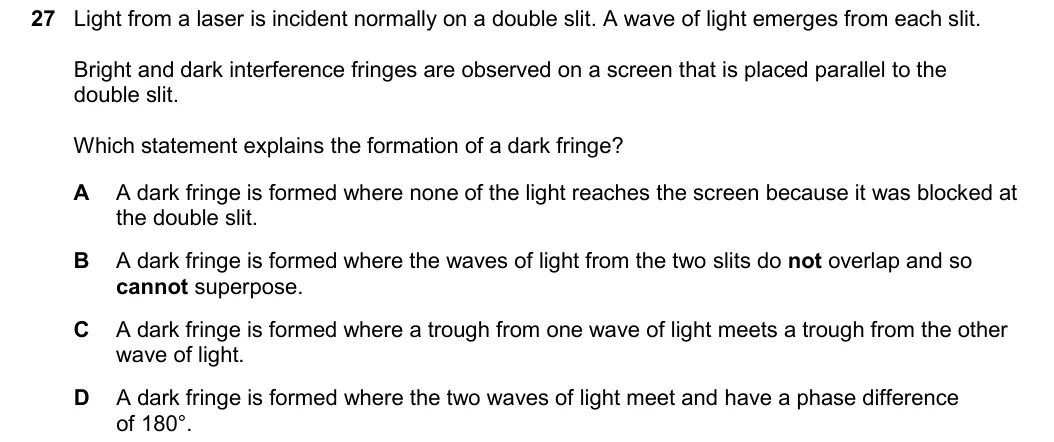 27 Light from a laser is incident normally on a double slit. A wave of light emerges from each slit.
Bright and dark interference fringes are observed on a screen that is placed parallel to the
double slit.
Which statement explains the formation of a dark fringe?
A A dark fringe is formed where none of the light reaches the screen because it was blocked at
the double slit.
B A dark fringe is formed where the waves of light from the two slits do not overlap and so
cannot superpose.
C A dark fringe is formed where a trough from one wave of light meets a trough from the other
wave of light.
D A dark fringe is formed where the two waves of light meet and have a phase difference
of 180°.